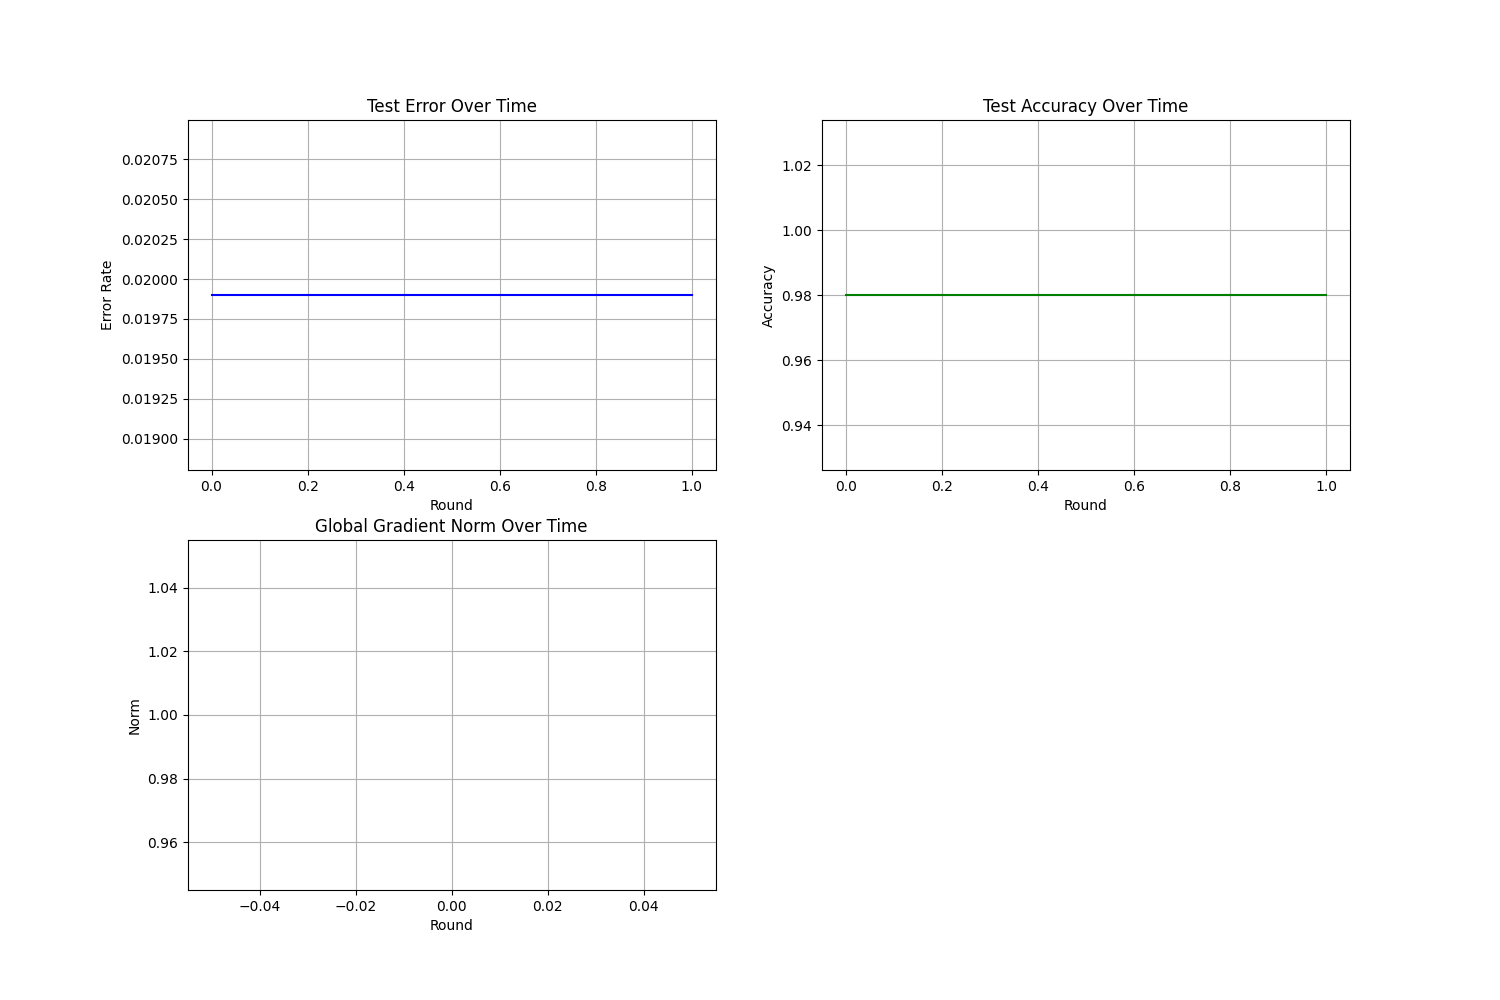 Test Error Over Time
0.02075
0.02050
0.02025
0.02000
0.01975
0.01950
0.01925
0.01900
Error Rate
0.0 0.2 0.4 0.6 0.8 1.0
Round
Test Accuracy Over Time
1.02
1.00
0.98
0.96
0.94
Accuracy
0.0 0.2 0.4 0.6 0.8 1.0
Round
Global Gradient Norm Over Time
1.04
1.02
1.00
0.98
0.96
Norm
−0.04 −0.02 0.00 0.02 0.04
Round